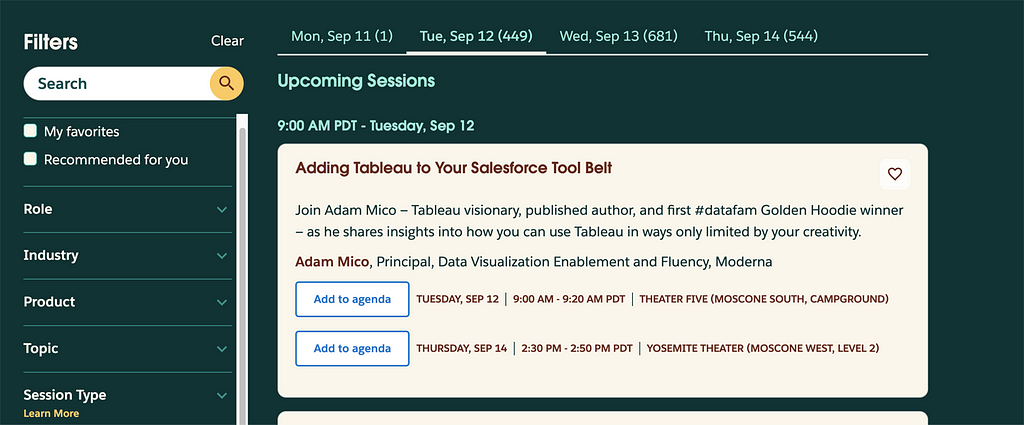 Filters
Clear
Search
My favorites
Recommended for you
Role
Industry
Product
Topic
Session Type
Learn More
Mon, Sep 11 (1)
Tue, Sep 12 (449)
Wed, Sep 13 (681)
Thu, Sep 14 (544)
Upcoming Sessions
9:00 AM PDT - Tuesday, Sep 12
Adding Tableau to Your Salesforce Tool Belt
Join Adam Mico – Tableau visionary, published author, and first #datafam Golden Hoodie winner
– as he shares insights into how you can use Tableau in ways only limited by your creativity.
Adam Mico, Principal, Data Visualization Enablement and Fluency, Moderna
Add to agenda TUESDAY, SEP 12 | 9:00 AM - 9:20 AM PDT | THEATER FIVE (MOSCONE SOUTH, CAMPGROUND)
Add to agenda THURSDAY, SEP 14 | 2:30 PM - 2:50 PM PDT | YOSEMITE THEATER (MOSCONE WEST, LEVEL 2)